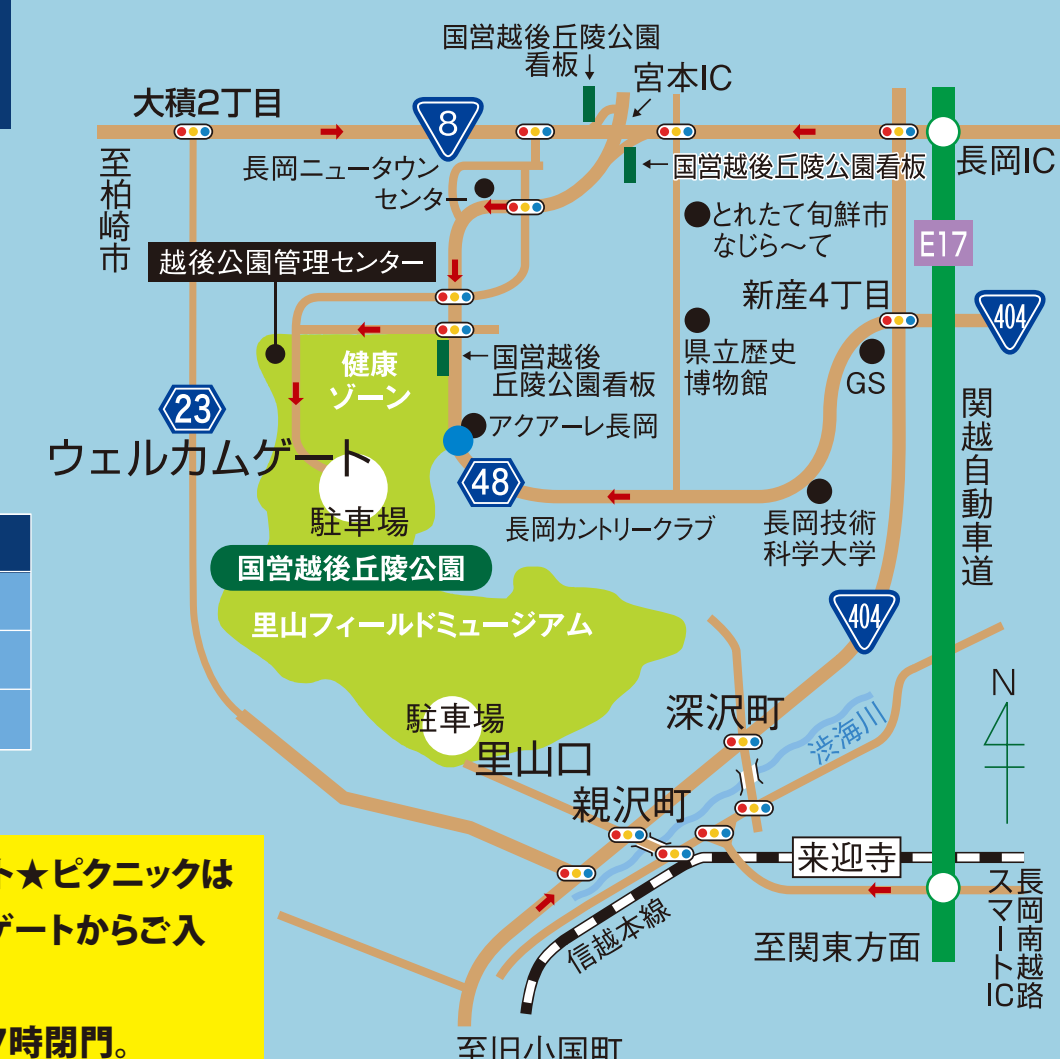 国営越後丘陵公園
看板
宮本IC
大積2丁目
8
長岡ニュータウン
センター
国営越後丘陵公園看板
長岡IC
至柏崎市
とれたて旬鮮市
なじら〜て
E17
越後公園管理センター
新産4丁目
404
健康
ゾーン
国営越後
丘陵公園看板
県立歴史
博物館
GS
23
アクアーレ長岡
関越自動車道
ウェルカムゲート
48
駐車場
長岡カントリークラブ
長岡技術
科学大学
国営越後丘陵公園
里山フィールドミュージアム
404
N
駐車場
里山口
深沢町
渋海川
親沢町
来迎寺
ト★ピクニックは
ゲートからご入
時閉門。
信越本線
至関東方面
長岡南越路
スマートIC
至旧小国町